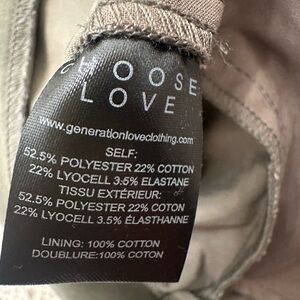 CHOOSE
LOVE
www.generationloveclothing.com
SELF:
52.5% POLYESTER 22% COTTON
22% LYOCELL 3.5% ELASTANE
TISSU EXTÉRIEUR:
52.5% POLYESTER 22% COTON
22% LYOCELL 3.5% ÉLASTHANNE
LINING: 100% COTTON
DOUBLURE: 100% COTON